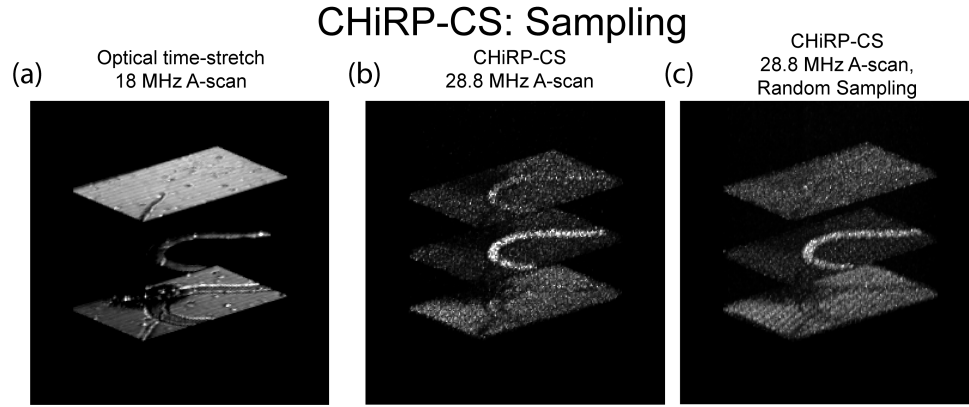 CHiRP-CS: Sampling
(a)
Optical time-stretch
18 MHz A-scan
(b)
CHiRP-CS
28.8 MHz A-scan
(c)
CHiRP-CS
28.8 MHz A-scan,
Random Sampling